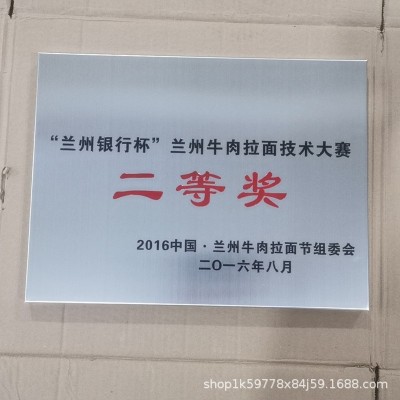 “兰州银行杯”兰州牛肉拉面技术大赛
二等奖
2016中国·兰州牛肉拉面节组委会
二〇一六年八月
shop1k59778x84j59.1688.com